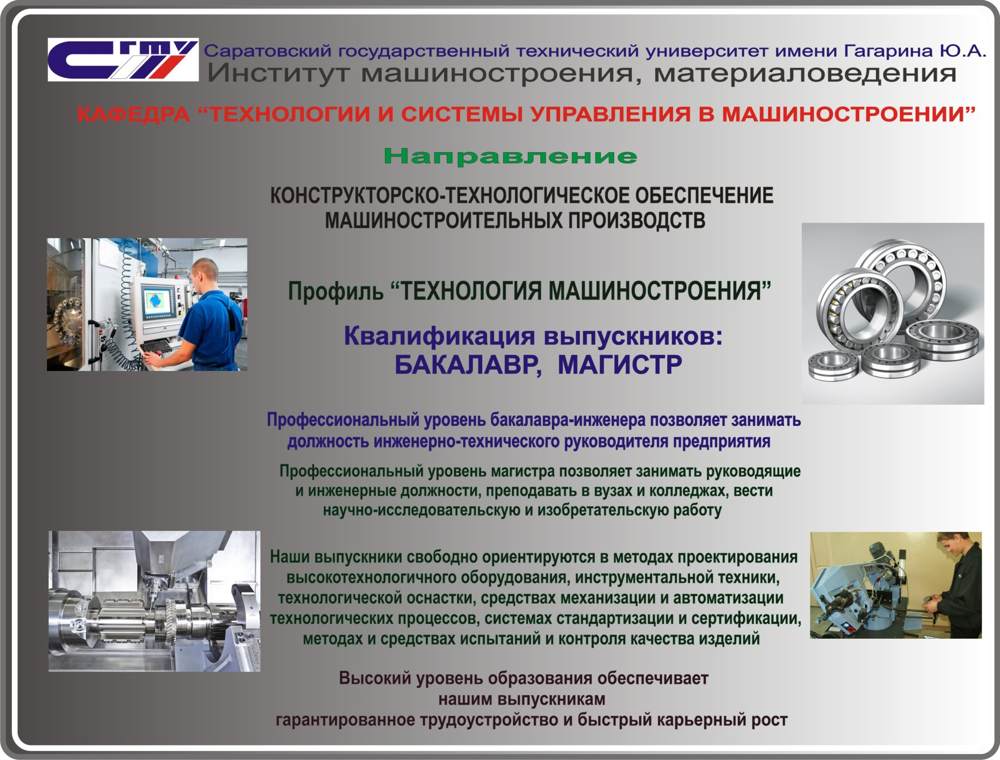 СГТУ
Саратовский государственный технический университет имени Гагарина Ю.А.
Институт машиностроения, материаловедения
КАФЕДРА “ТЕХНОЛОГИИ И СИСТЕМЫ УПРАВЛЕНИЯ В МАШИНОСТРОЕНИИ”
Направление
КОНСТРУКТОРСКО-ТЕХНОЛОГИЧЕСКОЕ ОБЕСПЕЧЕНИЕ
МАШИНОСТРОИТЕЛЬНЫХ ПРОИЗВОДСТВ
Профиль “ТЕХНОЛОГИЯ МАШИНОСТРОЕНИЯ”
Квалификация выпускников:
БАКАЛАВР, МАГИСТР
Профессиональный уровень бакалавра-инженера позволяет занимать
должность инженерно-технического руководителя предприятия
Профессиональный уровень магистра позволяет занимать руководящие
и инженерные должности, преподавать в вузах и колледжах, вести
научно-исследовательскую и изобретательскую работу
Наши выпускники свободно ориентируются в методах проектирования
высокотехнологичного оборудования, инструментальной техники,
технологической оснастки, средствах механизации и автоматизации
технологических процессов, системах стандартизации и сертификации,
методах и средствах испытаний и контроля качества изделий
Высокий уровень образования обеспечивает
нашим выпускникам
гарантированное трудоустройство и быстрый карьерный рост